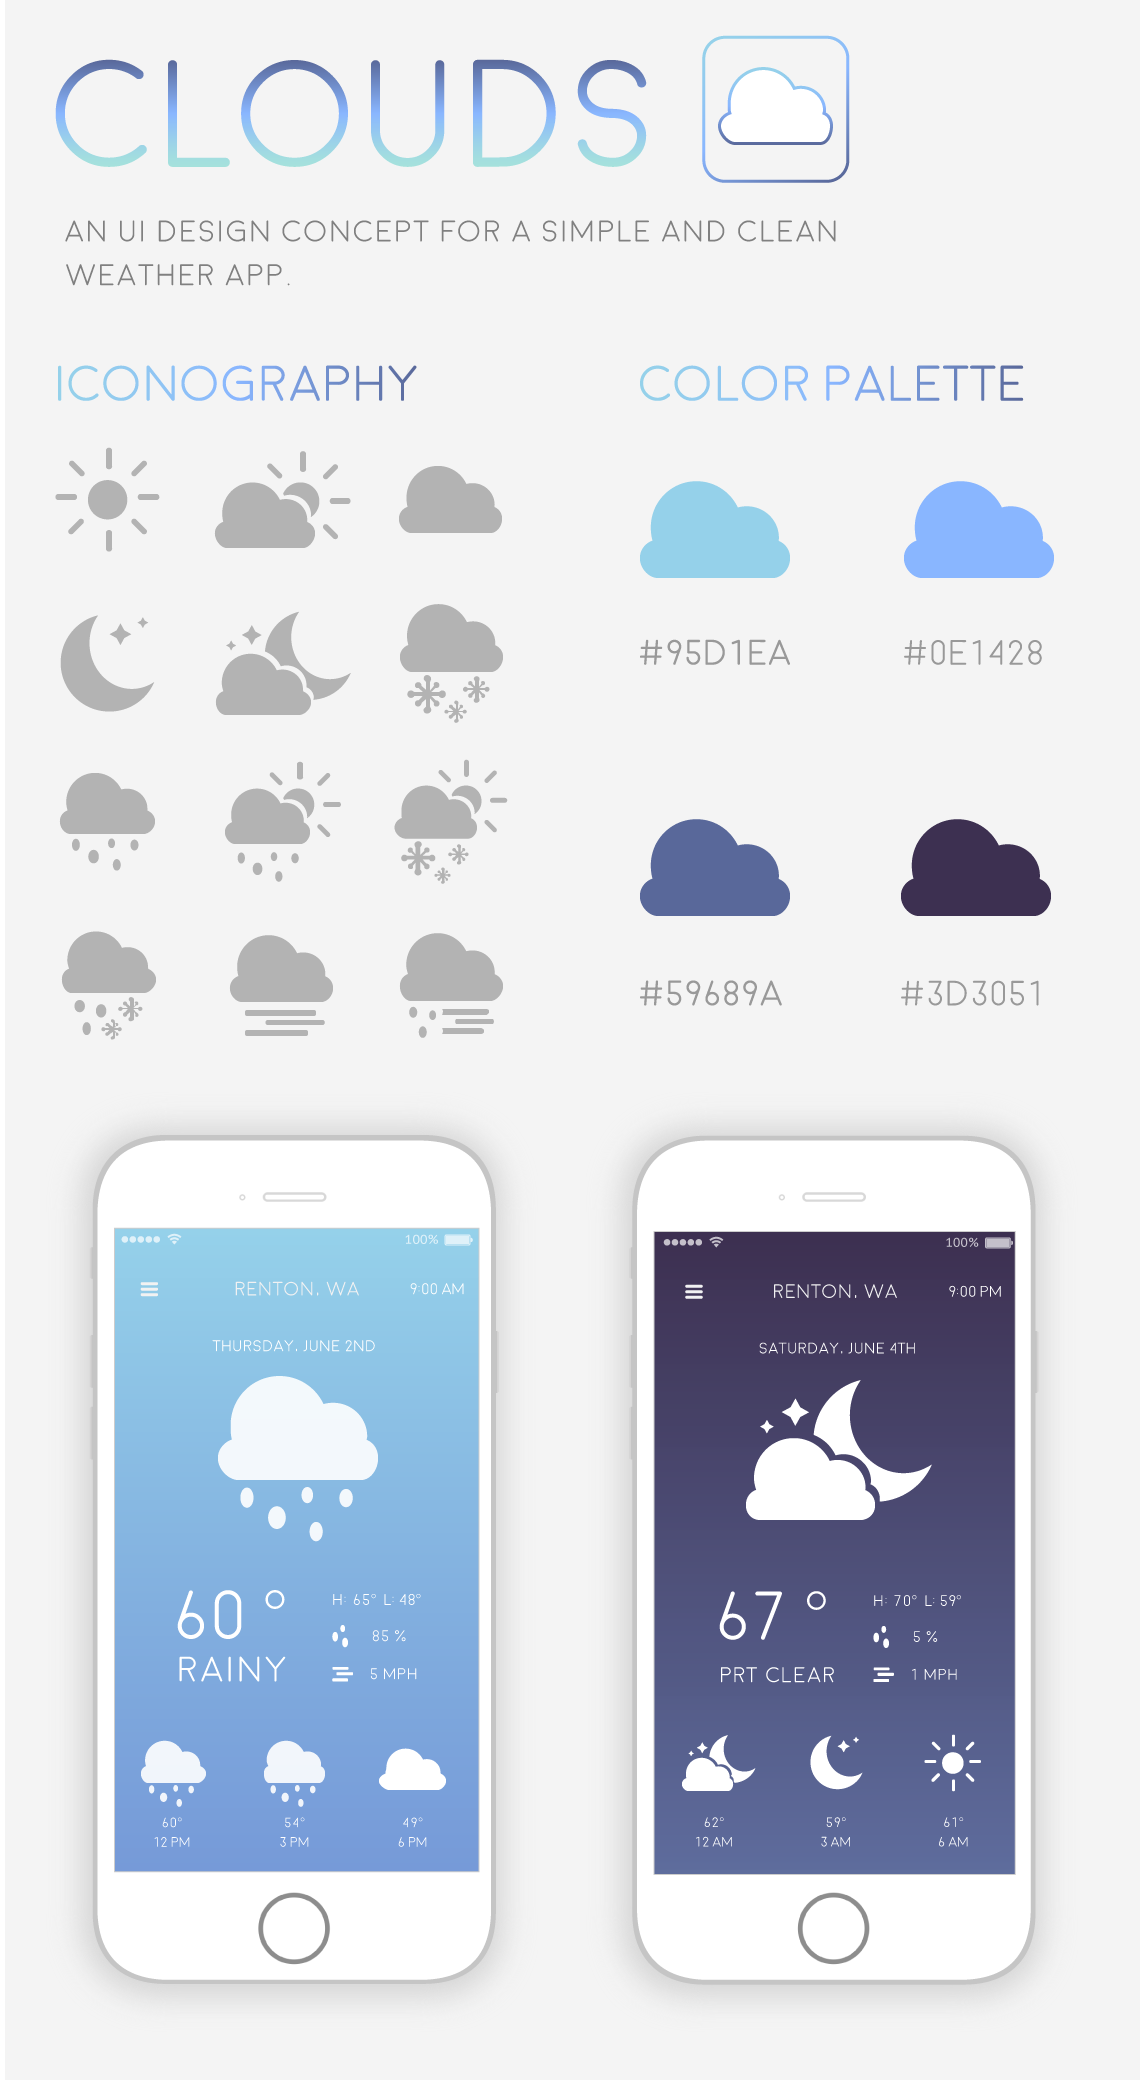 CLOUDS
AN UI DESIGN CONCEPT FOR A SIMPLE AND CLEAN
WEATHER APP.
ICONOGRAPHY
COLOR PALETTE
#95D1EA
#0E1428
#59689A
#3D3051
100%
RENTON, WA
9:00 AM
THURSDAY, JUNE 2ND
60°
RAINY
H: 65° L: 48°
85 %
5 MPH
60° 54° 49°
12 PM 3 PM 6 PM
100%
RENTON, WA
9:00 PM
SATURDAY, JUNE 4TH
67°
PRT CLEAR
H: 70° L: 59°
5 %
1 MPH
62° 59° 61°
12 AM 3 AM 6 AM